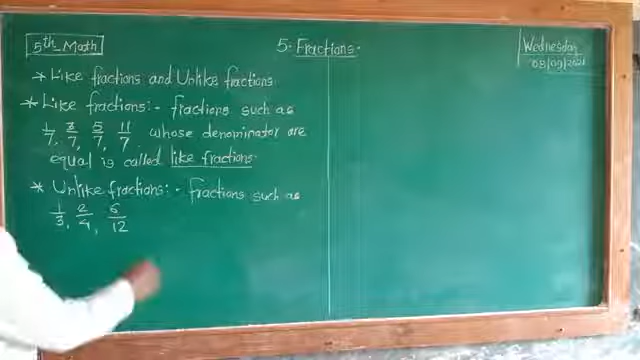 5th Math
5. Fractions.
Wednesday
08/09/2021
* Like fractions and Unlike fractions
* Like fractions:- fractions such as
1/7, 3/7, 5/7, 11/7, whose denominator are
equal is called like fractions.
* Unlike fractions:- fractions such as
1/3, 2/4, 6/12